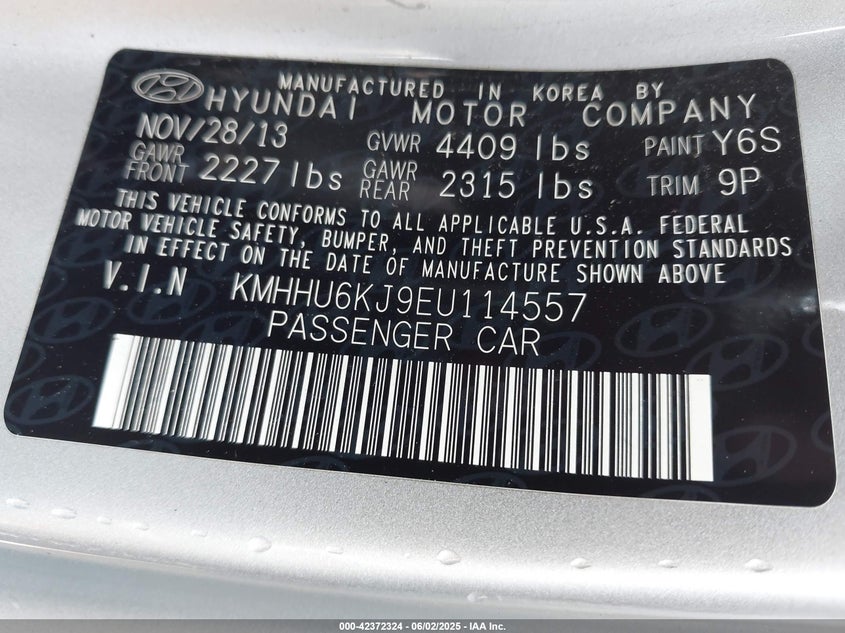 MANUFACTURED IN KOREA BY
HYUNDAI MOTOR COMPANY
NOV/28/13 GVWR 4409 lbs PAINT Y6S
GAWR FRONT 2227 lbs GAWR REAR 2315 lbs TRIM 9P
THIS VEHICLE CONFORMS TO ALL APPLICABLE U.S.A. FEDERAL
MOTOR VEHICLE SAFETY, BUMPER, AND THEFT PREVENTION STANDARDS
IN EFFECT ON THE DATE OF MANUFACTURE SHOWN ABOVE
V.I.N KMHHU6KJ9EU114557
PASSENGER CAR
000-42372324 | 06/02/2025 - IAA Inc.